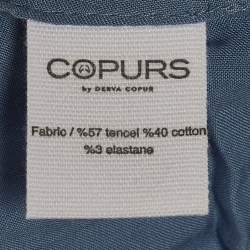 COPURS
by DERYA COPUR
Fabric / %57 tencel %40 cotton
%3 elastane